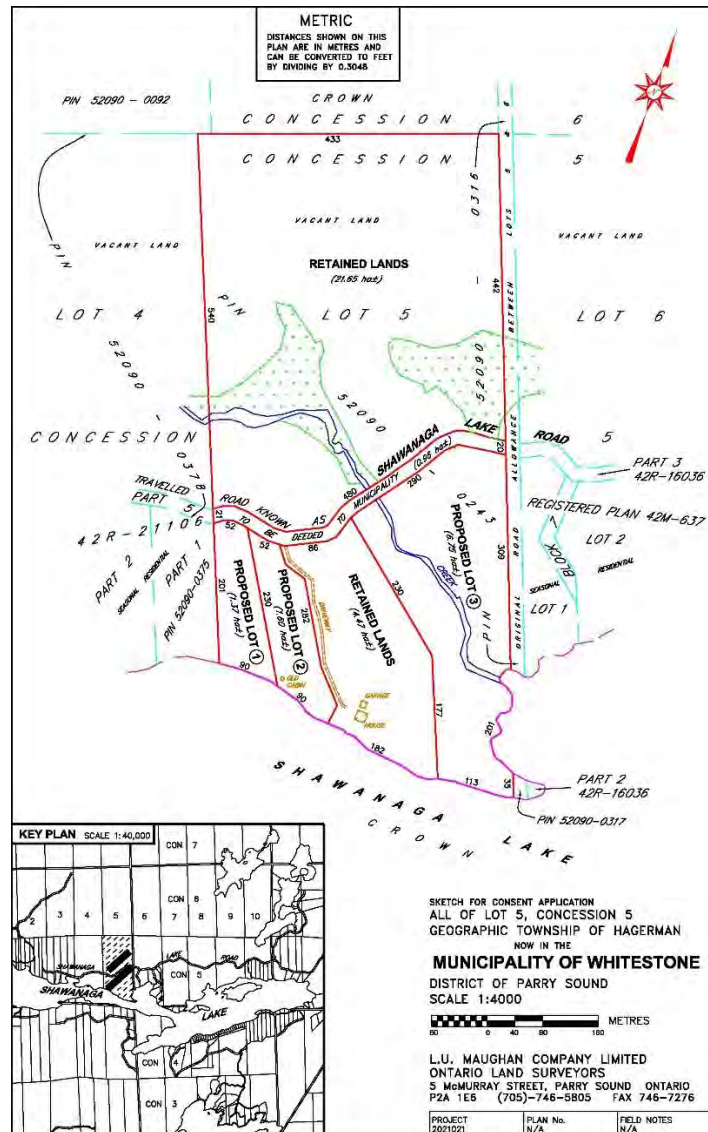 METRIC
DISTANCES SHOWN ON THIS
PLAN ARE IN METRES AND
CAN BE CONVERTED TO FEET
BY DIVIDING BY 0.3048
PIN 52090 - 0092
CROWN
CONCESSION 6
433
CONCESSION 5
PIN
0316
VACANT LAND
VACANT LAND
VACANT LAND
RETAINED LANDS
(21.65 ha±)
442
540
PIN
LOT 4
LOT 5
LOT 6
52090 - 0378
52090
52090
ORIGINAL ROAD ALLOWANCE BETWEEN LOTS 5 & 6
CONCESSION
5
SHAWANAGA LAKE ROAD
PART 3
42R-16036
TRAVELLED ROAD KNOWN AS
TO BE DEEDED TO MUNICIPALITY (0.95 ha±)
480
290
20
0243
PART 5
42R-21106
21
52
52
86
REGISTERED PLAN 42M-637
LOT 2
BLOCK 7
SEASONAL RESIDENTIAL
LOT 1
PART 2
SEASONAL RESIDENTIAL
PART 1
PIN 52090-0375
201
PROPOSED LOT 1
(1.37 ha±)
230
PROPOSED LOT 2
(1.60 ha±)
282
DRIVEWAY
RETAINED LANDS
(4.47 ha±)
230
CREEK
PROPOSED LOT 3
(6.75 ha±)
309
PIN
90
OLD
CABIN
90
GARAGE
HOUSE
177
201
182
113
35
PART 2
42R-16036
PIN 52090-0317
SHAWANAGA LAKE
CROWN
KEY PLAN SCALE 1:40,000
CON 7
CON 6
2 3 4 5 6 7 8 9 10
SHAWANAGA LAKE ROAD
CON 5
SHAWANAGA LAKE
CON 4
CON 3
SKETCH FOR CONSENT APPLICATION
ALL OF LOT 5, CONCESSION 5
GEOGRAPHIC TOWNSHIP OF HAGERMAN
NOW IN THE
MUNICIPALITY OF WHITESTONE
DISTRICT OF PARRY SOUND
SCALE 1:4000
80 0 40 80 160 METRES
L.U. MAUGHAN COMPANY LIMITED
ONTARIO LAND SURVEYORS
5 McMURRAY STREET, PARRY SOUND ONTARIO
P2A 1E6 (705)-746-5805 FAX 746-7276
PROJECT
2021021
PLAN No.
N/A
FIELD NOTES
N/A